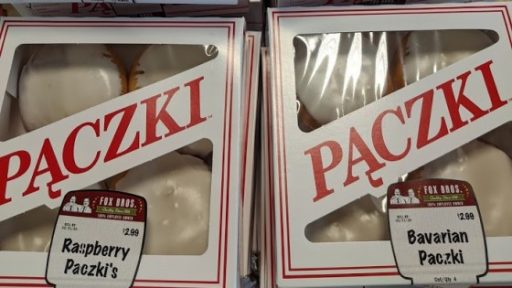 PĄCZKI
PĄCZKI
FOX BROS.
$2.99
Raspberry
Paczki's
FOX BROS.
$2.99
Bavarian
Paczki